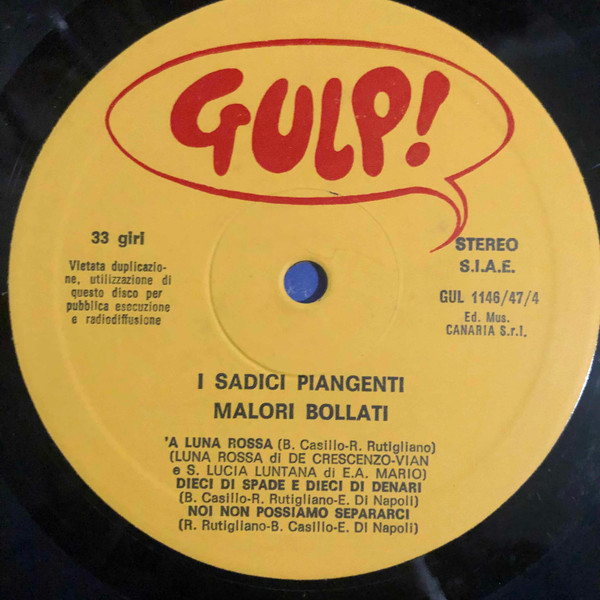 GULP!
33 giri
Vietata duplicazio-
ne, utilizzazione di
questo disco per
pubblica esecuzione
e radiodiffusione
STEREO
S.I.A.E.
GUL 1146/47/4
Ed. Mus.
CANARIA S.r.l.
I SADICI PIANGENTI
MALORI BOLLATI
'A LUNA ROSSA (B. Casillo-R. Rutigliano)
(LUNA ROSSA di DE CRESCENZO-VIAN
e S. LUCIA LUNTANA di E.A. MARIO)
DIECI DI SPADE E DIECI DI DENARI
(B. Casillo-R. Rutigliano-E. Di Napoli)
NOI NON POSSIAMO SEPARARCI
(R. Rutigliano-B. Casillo-E. Di Napoli)